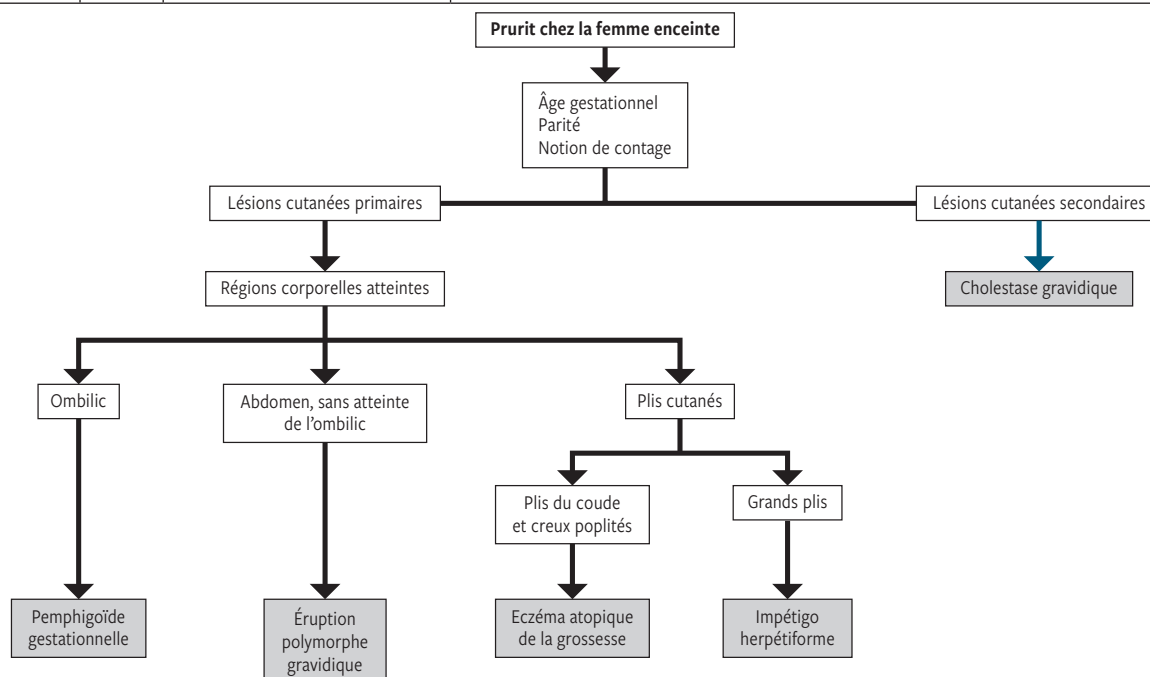 Prurit chez la femme enceinte
Âge gestationnel
Parité
Notion de contage
Lésions cutanées primaires
Lésions cutanées secondaires
Régions corporelles atteintes
Cholestase gravidique
Ombilic
Abdomen, sans atteinte
de l’ombilic
Plis cutanés
Plis du coude
et creux poplités
Grands plis
Pemphigoïde
gestationnelle
Éruption
polymorphe
gravidique
Eczéma atopique
de la grossesse
Impétigo
herpétiforme